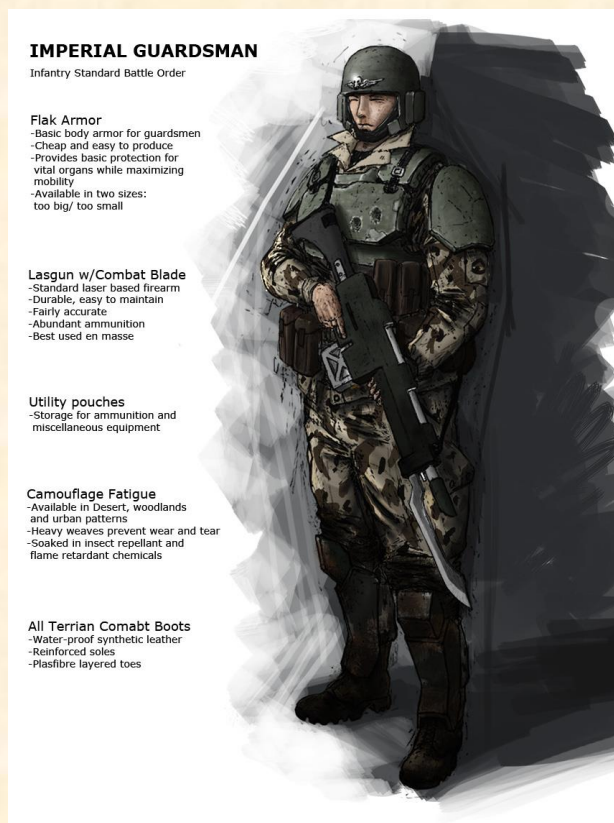 IMPERIAL GUARDSMAN
Infantry Standard Battle Order
Flak Armor
-Basic body armor for guardsmen
-Cheap and easy to produce
-Provides basic protection for
vital organs while maximizing
mobility
-Available in two sizes:
too big/ too small
Lasgun w/Combat Blade
-Standard laser based firearm
-Durable, easy to maintain
-Fairly accurate
-Abundant ammunition
-Best used en masse
Utility pouches
-Storage for ammunition and
miscellaneous equipment
Camouflage Fatigue
-Available in Desert, woodlands
and urban patterns
-Heavy weaves prevent wear and tear
-Soaked in insect repellant and
flame retardant chemicals
All Terrian Comabt Boots
-Water-proof synthetic leather
-Reinforced soles
-Plasfibre layered toes